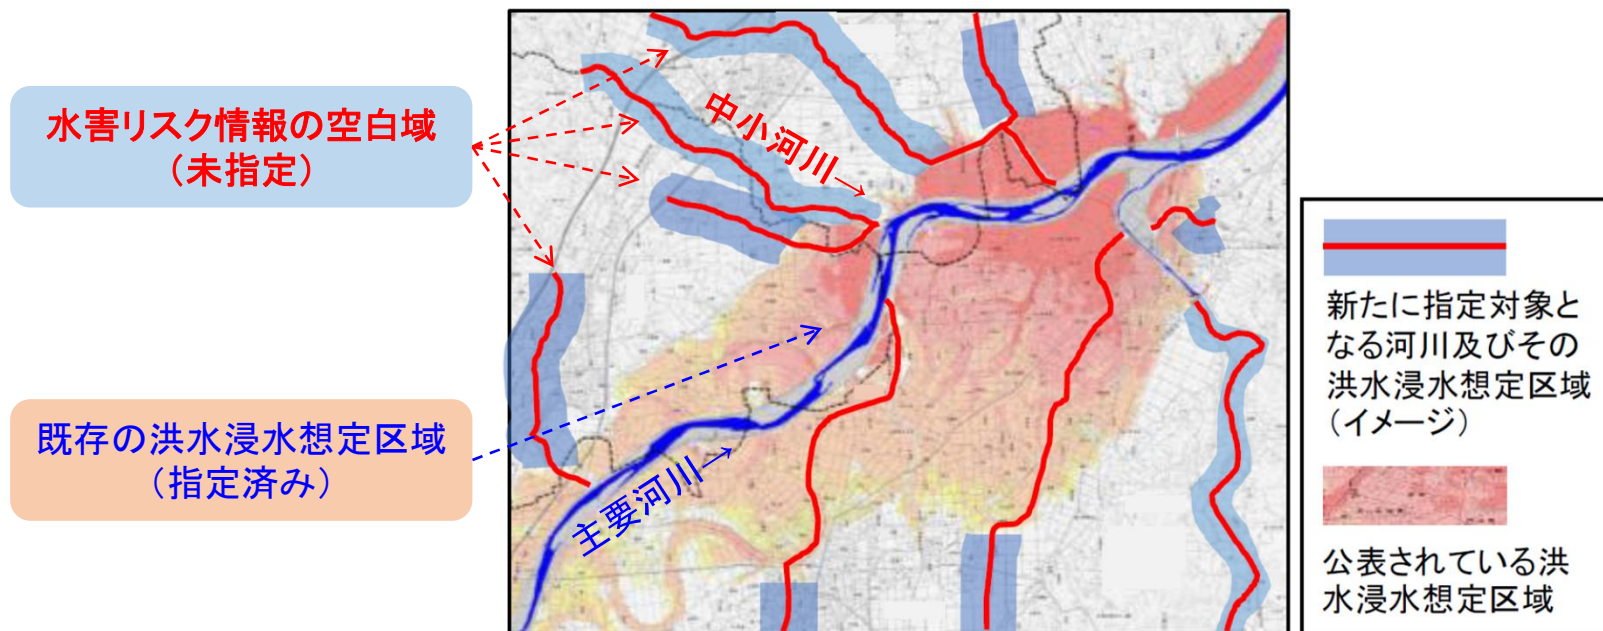 水害リスク情報の空白域
（未指定）
中小河川→
既存の洪水浸水想定区域
（指定済み）
主要河川→
新たに指定対象と
なる河川及びその
洪水浸水想定区域
（イメージ）
公表されている洪
水浸水想定区域